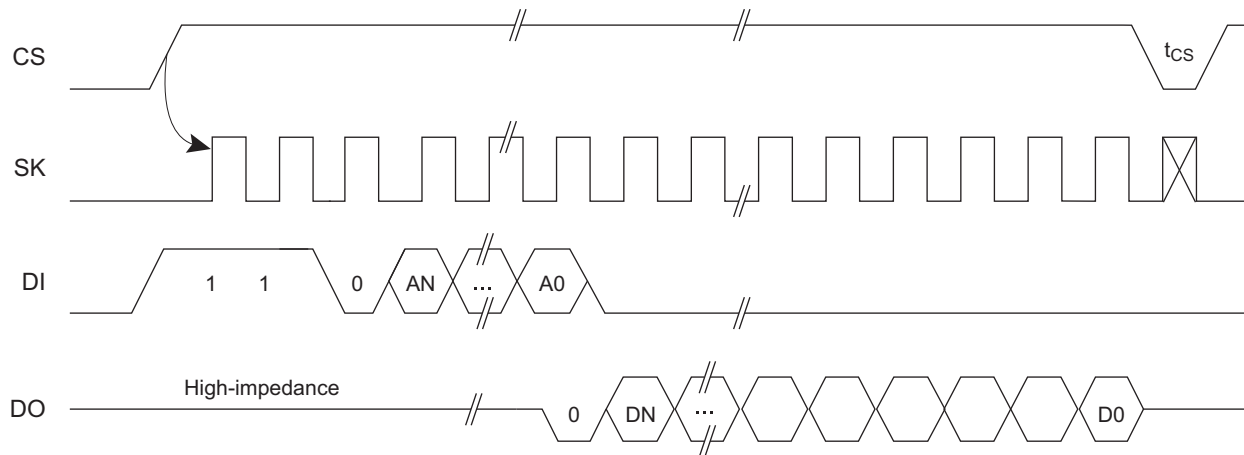 CS
tCS
SK
DI
1 1 0 AN ... A0
High-impedance
DO
0 DN ... D0